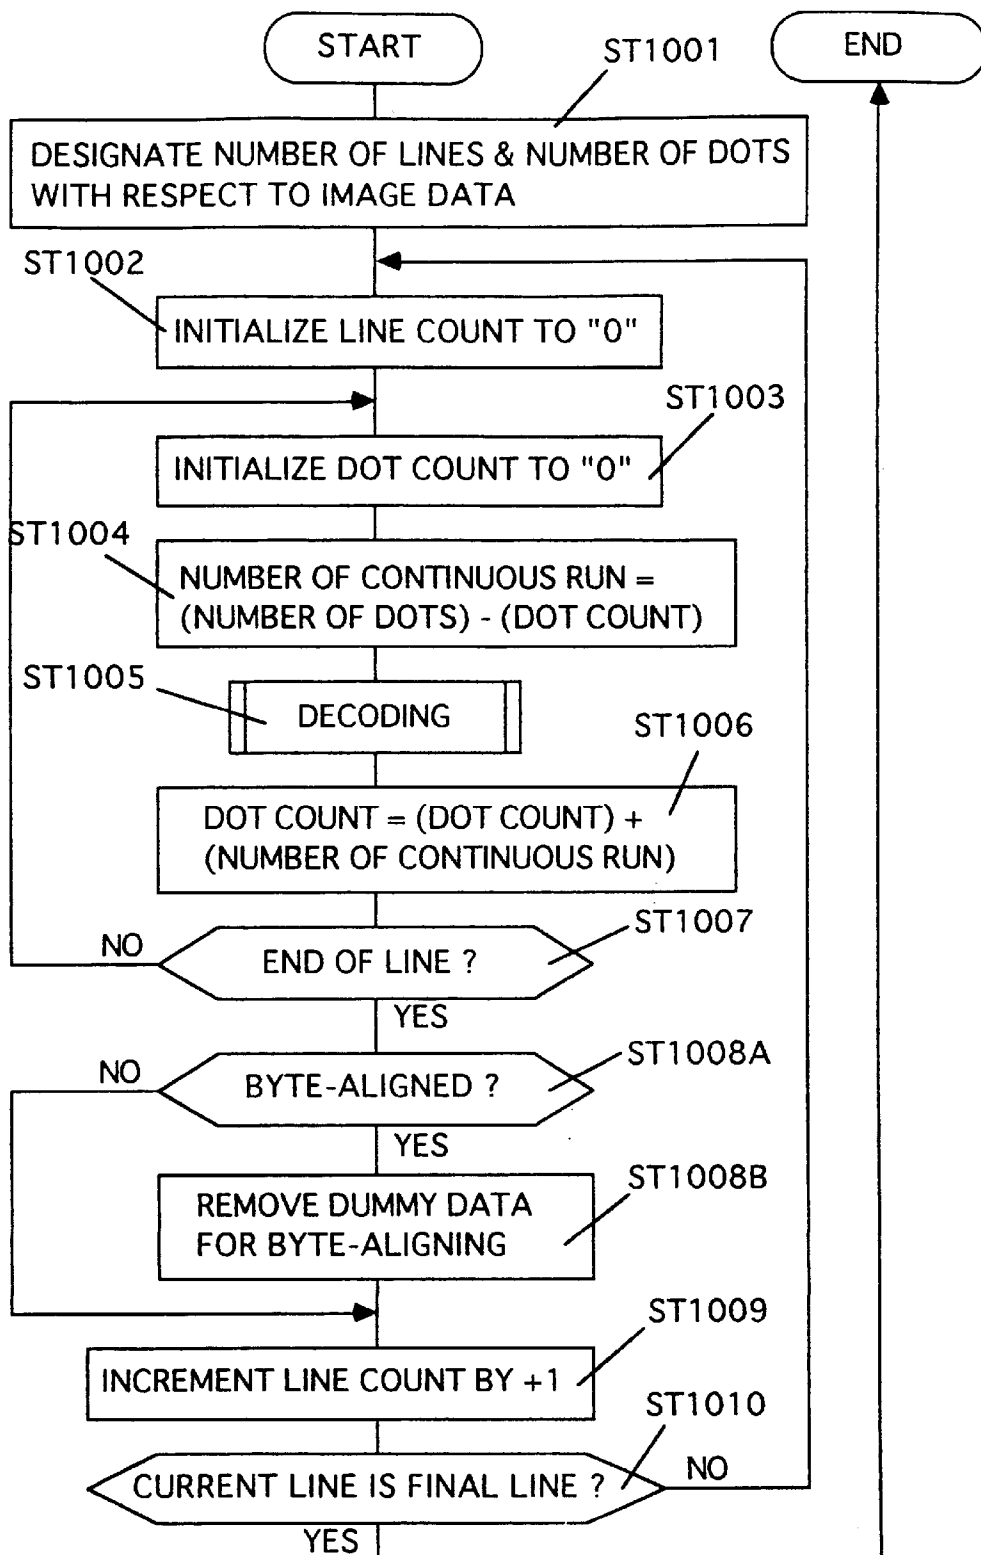 START
END
ST1001
DESIGNATE NUMBER OF LINES & NUMBER OF DOTS
WITH RESPECT TO IMAGE DATA
ST1002
INITIALIZE LINE COUNT TO "0"
ST1003
INITIALIZE DOT COUNT TO "0"
ST1004
NUMBER OF CONTINUOUS RUN =
(NUMBER OF DOTS) - (DOT COUNT)
ST1005
DECODING
ST1006
DOT COUNT = (DOT COUNT) +
(NUMBER OF CONTINUOUS RUN)
ST1007
NO
END OF LINE ?
YES
ST1008A
NO
BYTE-ALIGNED ?
YES
ST1008B
REMOVE DUMMY DATA
FOR BYTE-ALIGNING
ST1009
INCREMENT LINE COUNT BY +1
ST1010
CURRENT LINE IS FINAL LINE ?
NO
YES